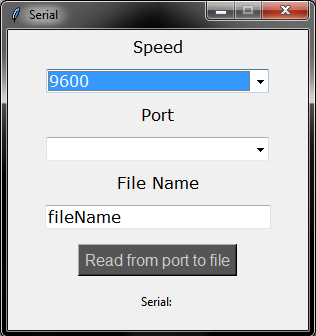 Serial
Speed
9600
Port
File Name
fileName
Read from port to file
Serial: